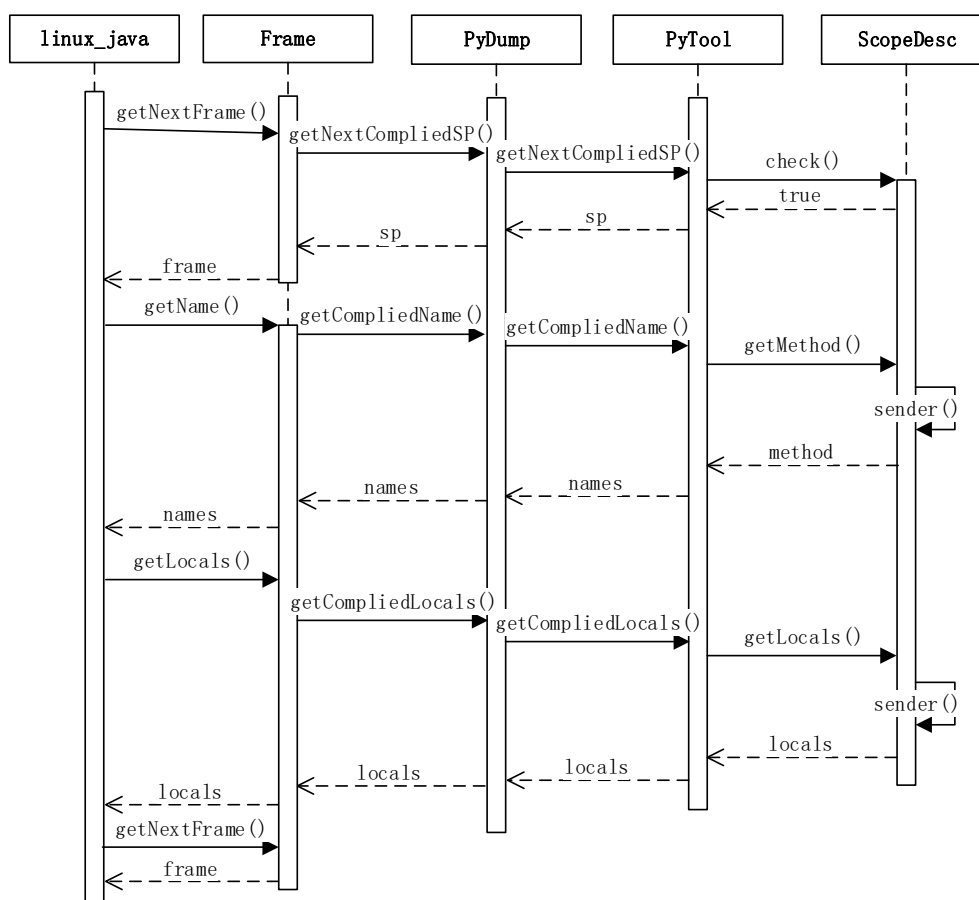 linux_java
Frame
PyDump
PyTool
ScopeDesc
getNextFrame()
getNextCompliedSP()
getNextCompliedSP()
check()
true
sp
sp
frame
getName()
getCompliedName()
getCompliedName()
getMethod()
sender()
method
names
names
names
getLocals()
getCompliedLocals()
getCompliedLocals()
getLocals()
sender()
locals
locals
locals
locals
getNextFrame()
frame